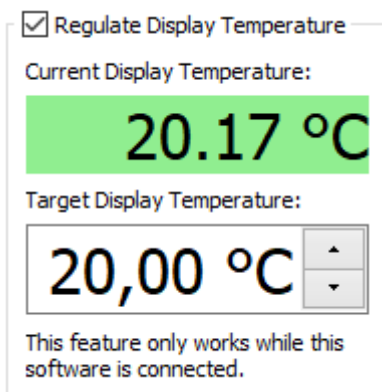 Regulate Display Temperature
Current Display Temperature:
20.17 °C
Target Display Temperature:
20,00 °C
This feature only works while this
software is connected.